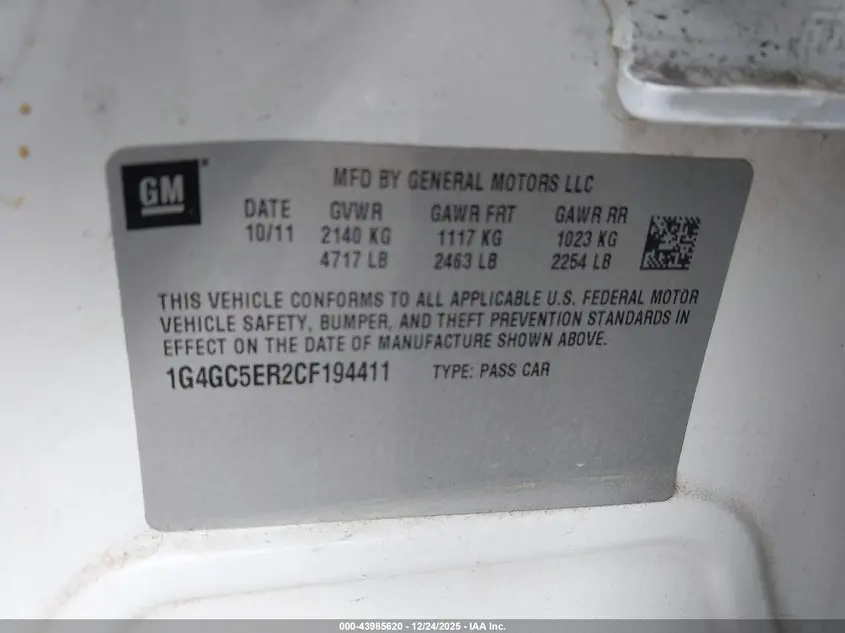 GM
MFD BY GENERAL MOTORS LLC
DATE GVWR GAWR FRT GAWR RR
10/11 2140 KG 1117 KG 1023 KG
4717 LB 2463 LB 2254 LB
THIS VEHICLE CONFORMS TO ALL APPLICABLE U.S. FEDERAL MOTOR
VEHICLE SAFETY, BUMPER, AND THEFT PREVENTION STANDARDS IN
EFFECT ON THE DATE OF MANUFACTURE SHOWN ABOVE.
1G4GC5ER2CF194411 TYPE: PASS CAR
000-43985620 • 12/24/2025 • IAA Inc.